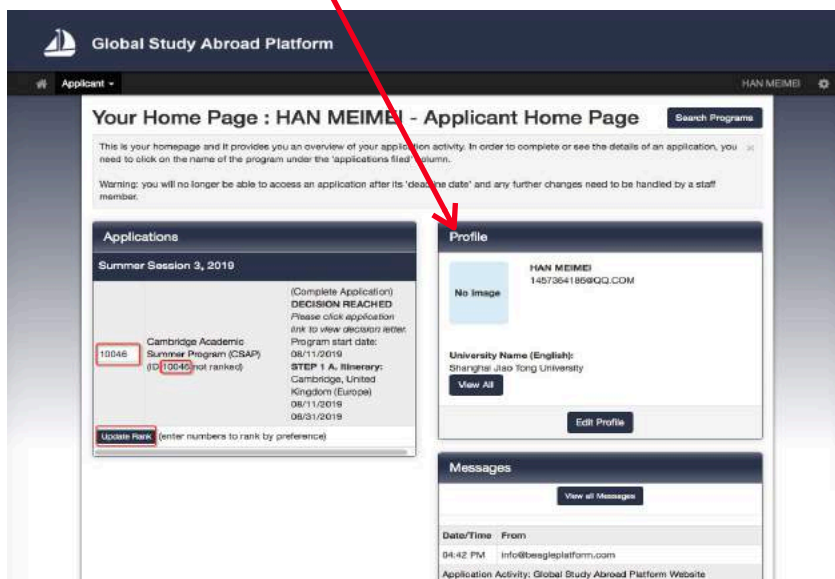 Global Study Abroad Platform
Applicant
HAN MEIMEI
Your Home Page : HAN MEIMEI - Applicant Home Page
Search Programs
This is your homepage and it provides you an overview of your application activity. In order to complete or see the details of an application, you
need to click on the name of the program under the 'applications filed' column.
Warning: you will no longer be able to access an application after its 'deadline date' and any further changes need to be handled by a staff
member.
Applications
Summer Session 3, 2019
10046
Cambridge Academic
Summer Program (CSAP)
(ID 10046 not ranked)
(Complete Application)
DECISION REACHED
Please click application
link to view decision letter.
Program start date:
08/11/2019
STEP 1 A. Itinerary:
Cambridge, United
Kingdom (Europe)
08/11/2019
08/31/2019
Update Rank (enter numbers to rank by preference)
Profile
No Image
HAN MEIMEI
1457364186@QQ.COM
University Name (English):
Shanghai Jiao Tong University
View All
Edit Profile
Messages
View all Messages
Date/Time From
04:42 PM info@beagleplatform.com
Application Activity: Global Study Abroad Platform Website